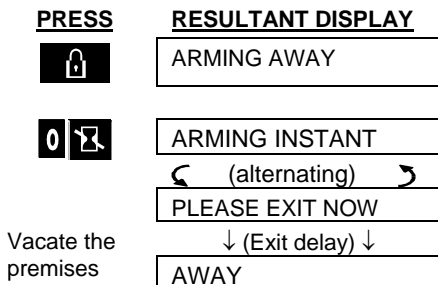 PRESS RESULTANT DISPLAY
ARMING AWAY
0 ARMING INSTANT
(alternating)
PLEASE EXIT NOW
Vacate the premises
↓ (Exit delay) ↓
AWAY